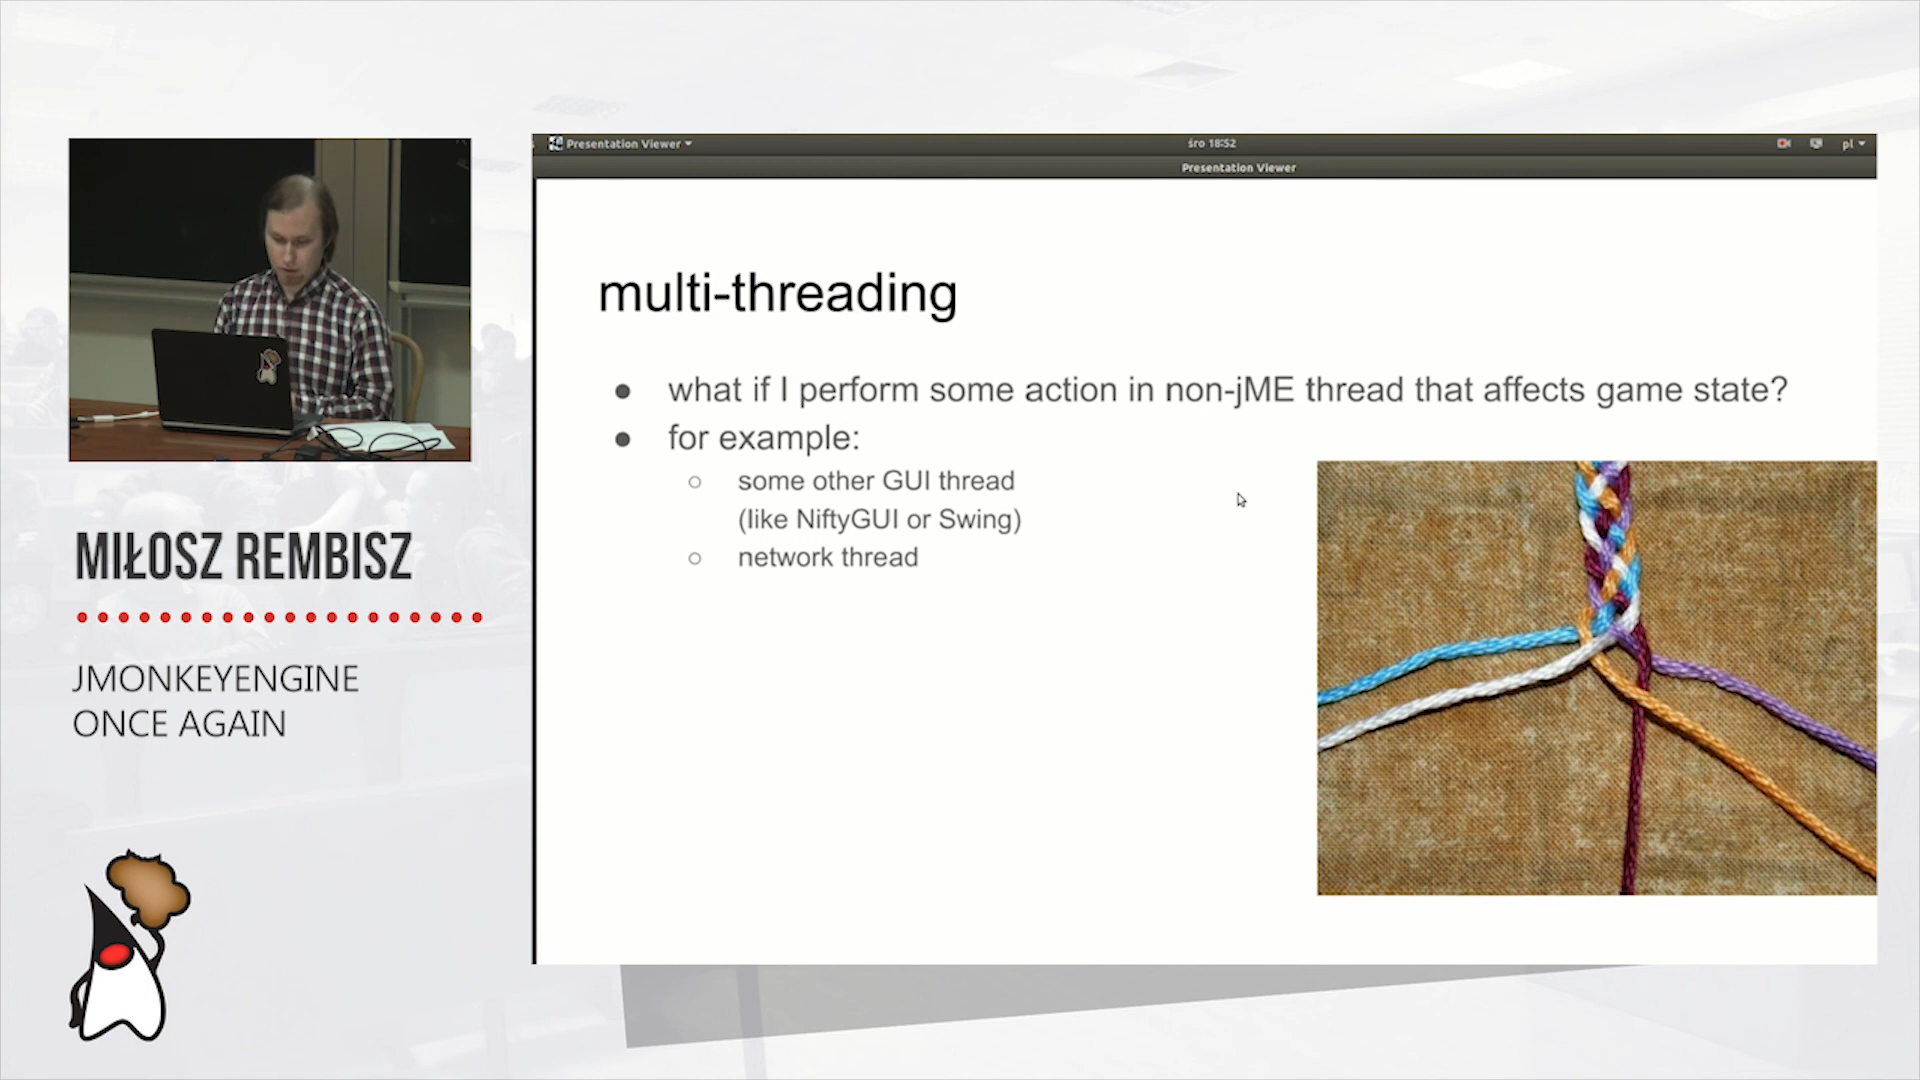 Presentation Viewer
śro 18:52
pl
Presentation Viewer
multi-threading
● what if I perform some action in non-jME thread that affects game state?
● for example:
○ some other GUI thread
(like NiftyGUI or Swing)
○ network thread
MIŁOSZ REMBISZ
JMONKEYENGINE
ONCE AGAIN